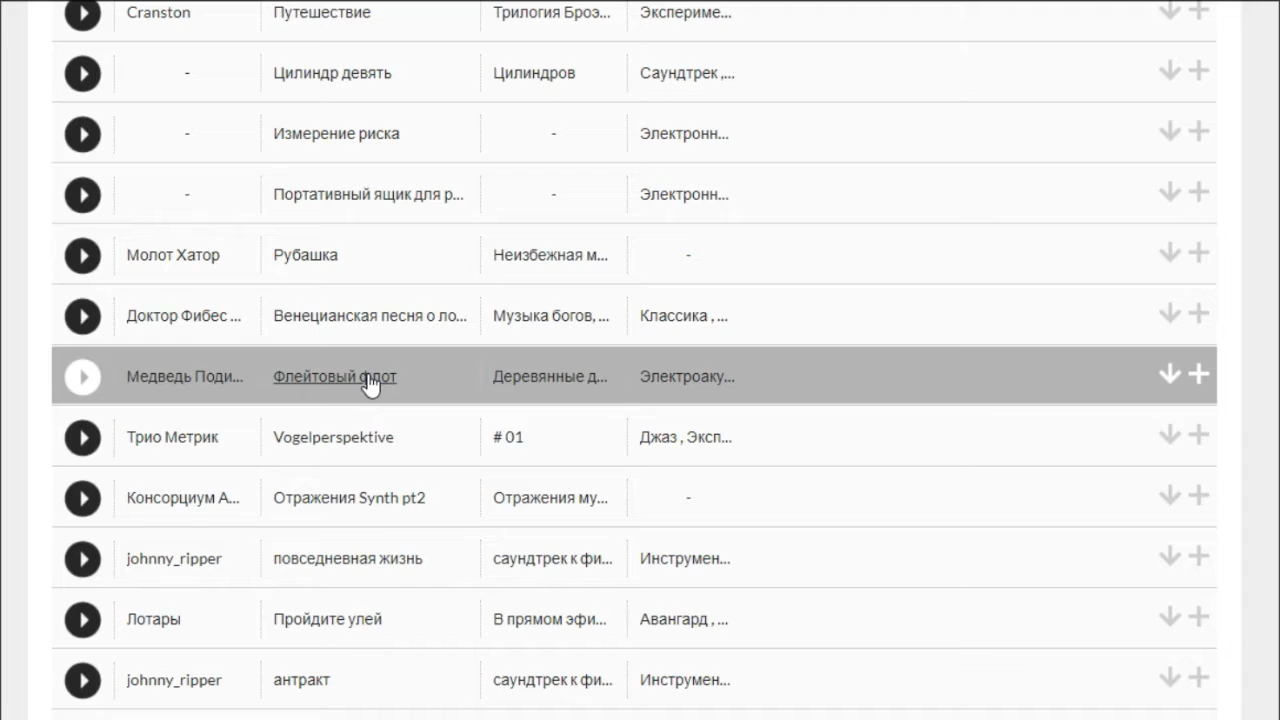 Cranston Путешествие Трилогия Броэ... Экспериме...
- Цилиндр девять Цилиндров Саундтрек ,...
- Измерение риска - Электронн...
- Портативный ящик для р... - Электронн...
Молот Хатор Рубашка Неизбежная м... -
Доктор Фибес ... Венецианская песня о ло... Музыка богов, ... Классика , ...
Медведь Поди... Флейтовый флот Деревянные д... Электроаку...
Трио Метрик Vogelperspektive # 01 Джаз , Эксп...
Консорциум А... Отражения Synth pt2 Отражения му... -
johnny_ripper повседневная жизнь саундтрек к фи... Инструмен...
Лотары Пройдите улей В прямом эфи... Авангард , ...
johnny_ripper антракт саундтрек к фи... Инструмен...